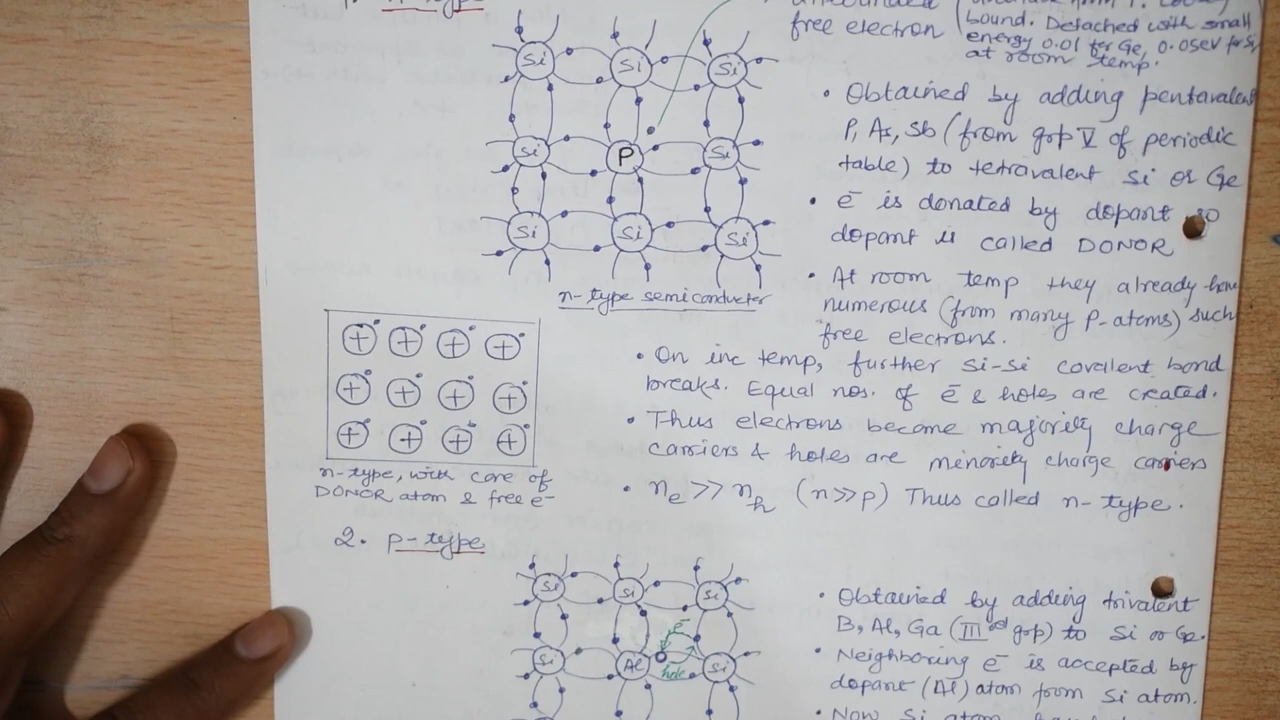 1. n-type
free electron
bound. Detached with small
energy 0.01 for Ge, 0.05eV for Si
at room temp.
Si Si Si
Si P Si
Si Si Si
n-type semiconductor
• Obtained by adding pentavalent
P, As, Sb (from grp V of periodic
table) to tetravalent Si or Ge
• e̅ is donated by dopant so
dopant is called DONOR
• At room temp they already have
numerous (from many P-atoms) such
free electrons.
• On inc temp, further Si-Si covalent bond
breaks. Equal nos. of e̅ & holes are created.
• Thus electrons become majority charge
carriers & holes are minority charge carriers
• nₑ >> nₕ (n>>p) Thus called n-type.
+ + + +
+ + + +
+ + + +
n-type, with core of
DONOR atom & free e-
2. p-type
Si Si Si
Si Al Si
e-
hole
• Obtained by adding trivalent
B, Al, Ga (III rd grp) to Si or Ge.
• Neighboring e̅ is accepted by
dopant (Al) atom from Si atom.
• Now Si atom